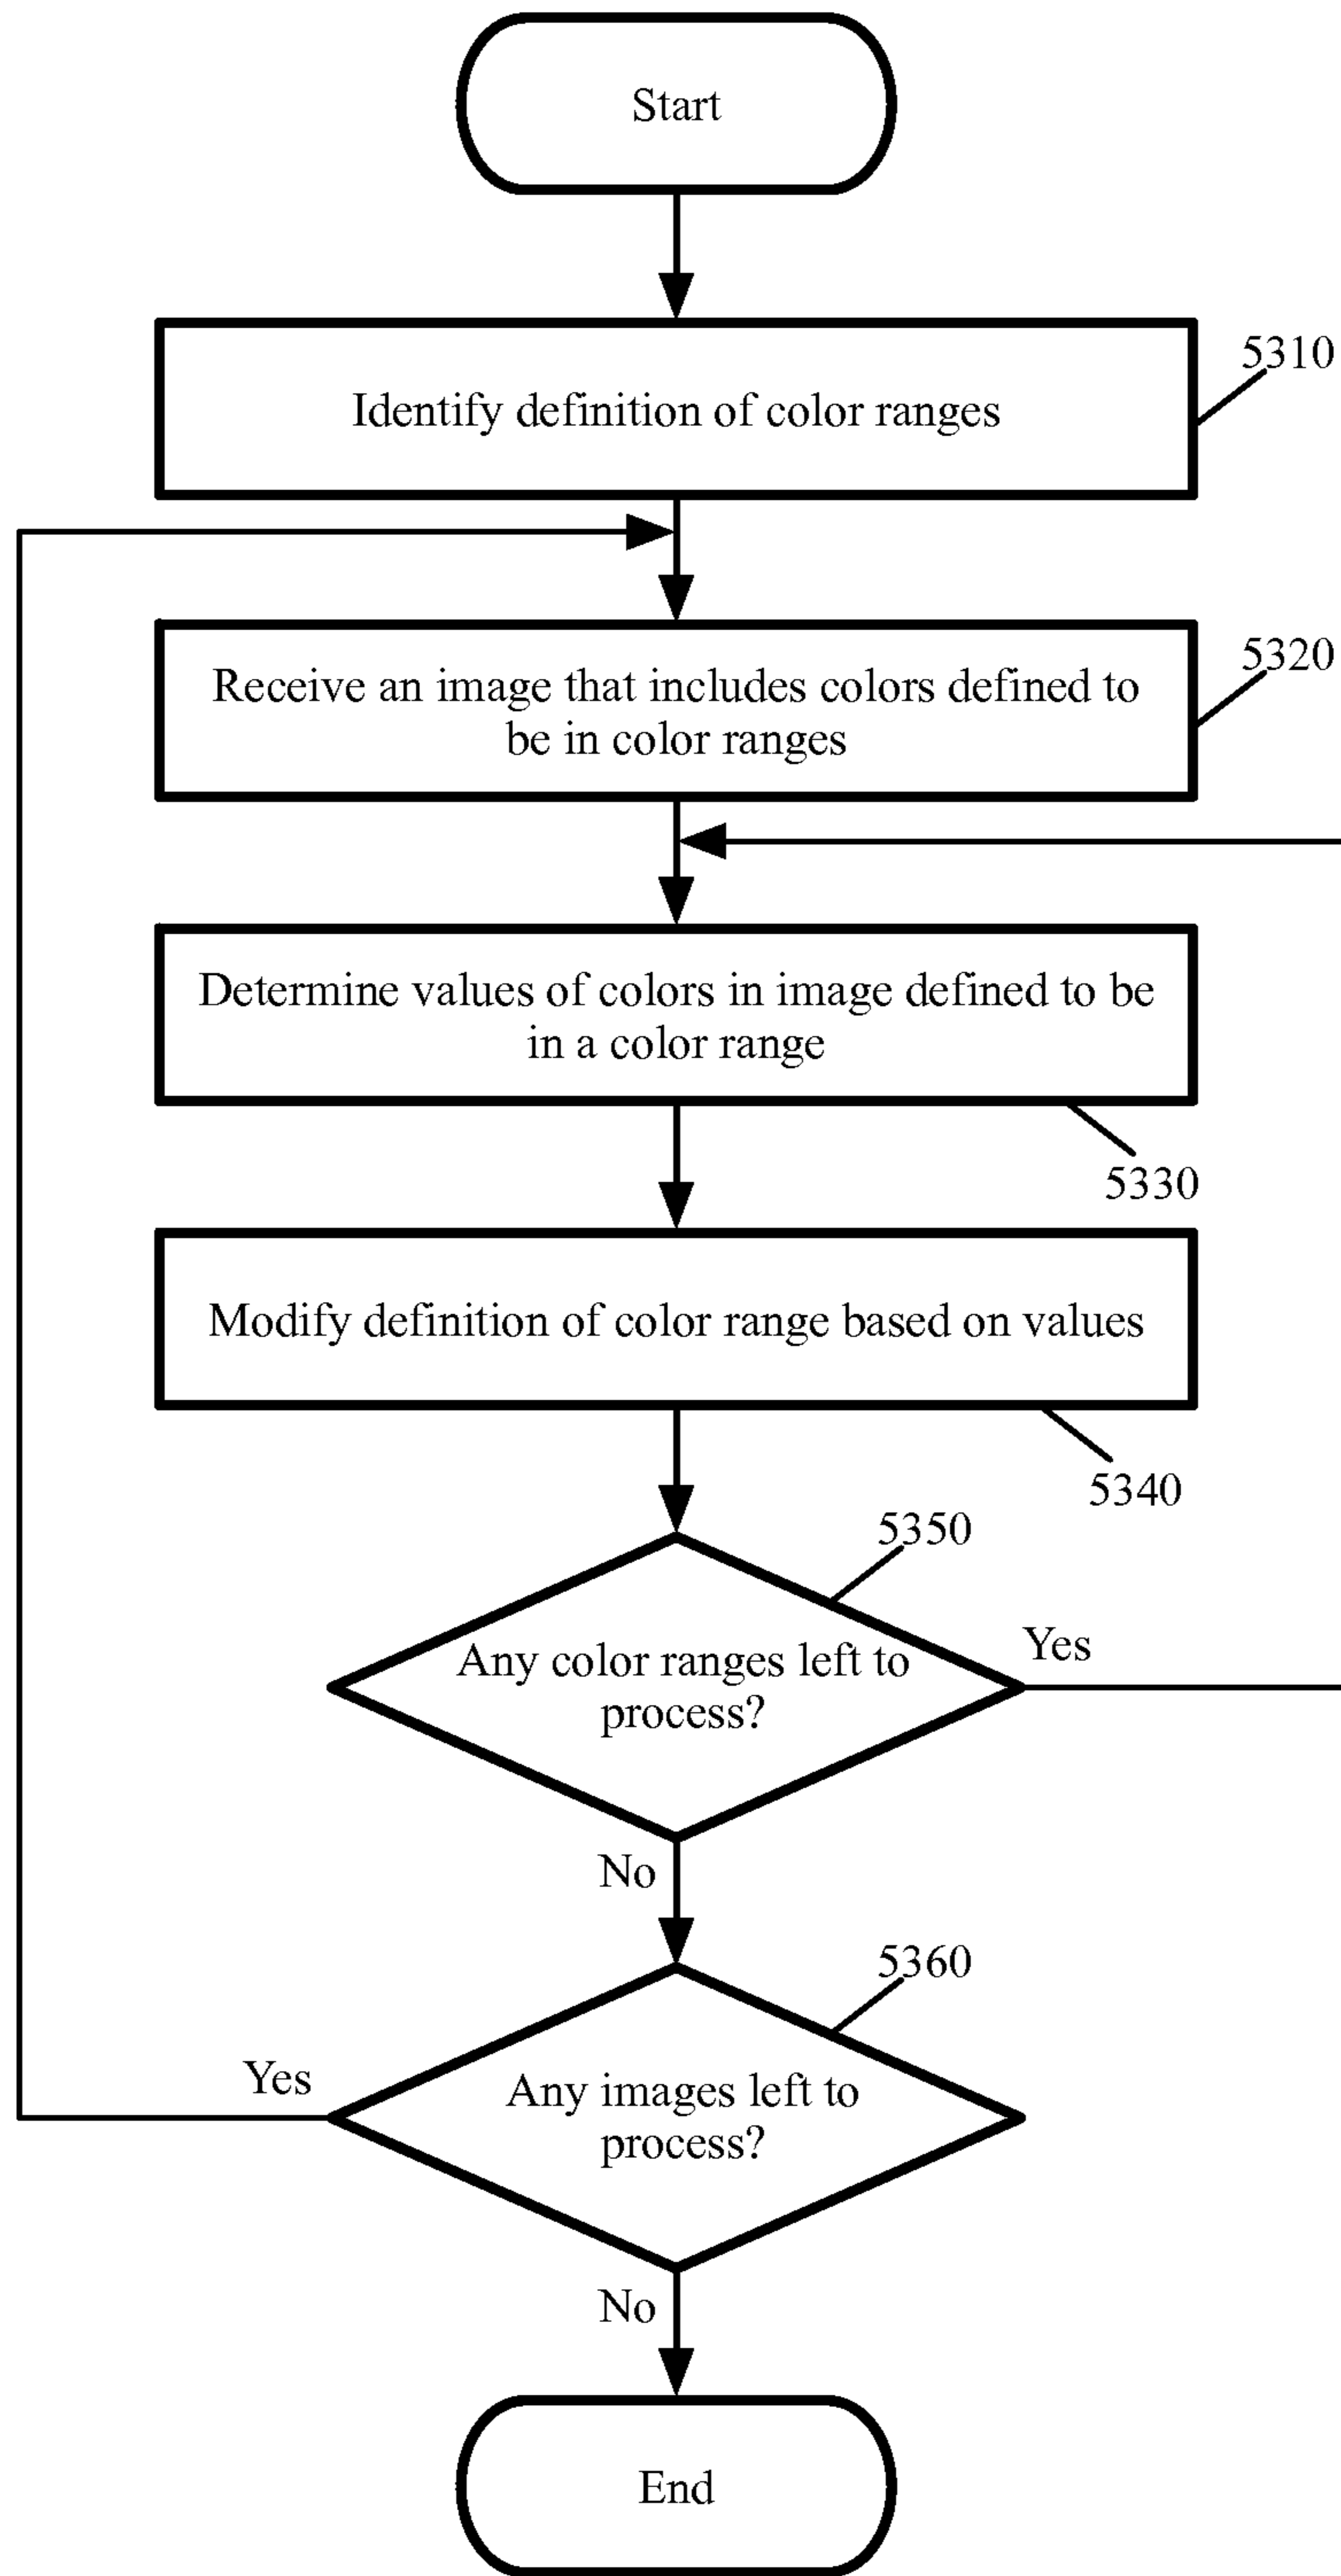 Start
Identify definition of color ranges
5310
Receive an image that includes colors defined to
be in color ranges
5320
Determine values of colors in image defined to be
in a color range
5330
Modify definition of color range based on values
5340
5350
Any color ranges left to
process?
Yes
No
5360
Any images left to
process?
Yes
No
End